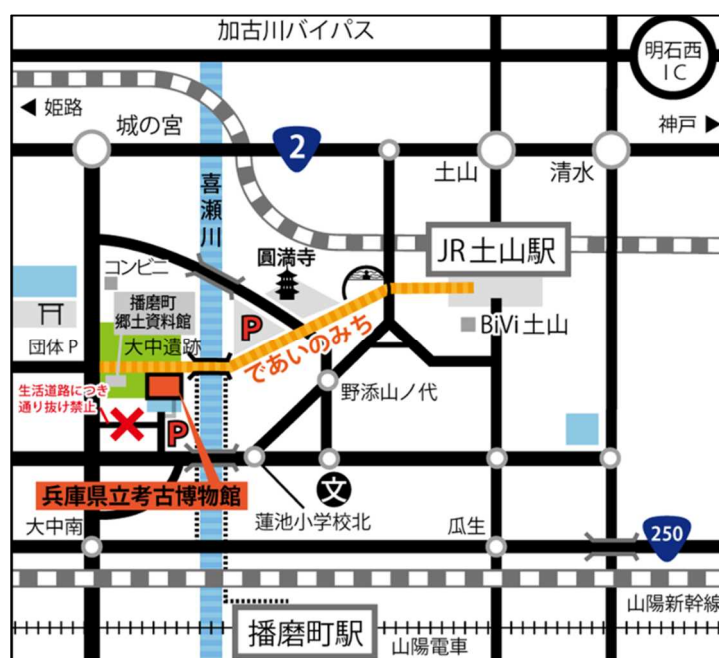 加古川バイパス
明石西
IC
◀ 姫路
神戸 ▶
城の宮
2
土山
清水
喜瀬川
圓満寺
JR土山駅
コンビニ
播磨町
郷土資料館
P
BiVi土山
団体P
大中遺跡
であいのみち
生活道路につき
通り抜け禁止
野添山ノ代
P
兵庫県立考古博物館
文
蓮池小学校北
大中南
瓜生
250
山陽新幹線
播磨町駅
山陽電車